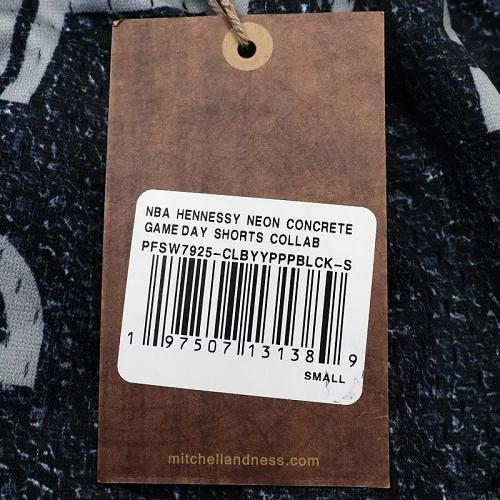 NBA HENNESSY NEON CONCRETE
GAME DAY SHORTS COLLAB
PFSW7925-CLBYYPPPBLCK-S
1 97507 13138 9
SMALL
mitchellandness.com